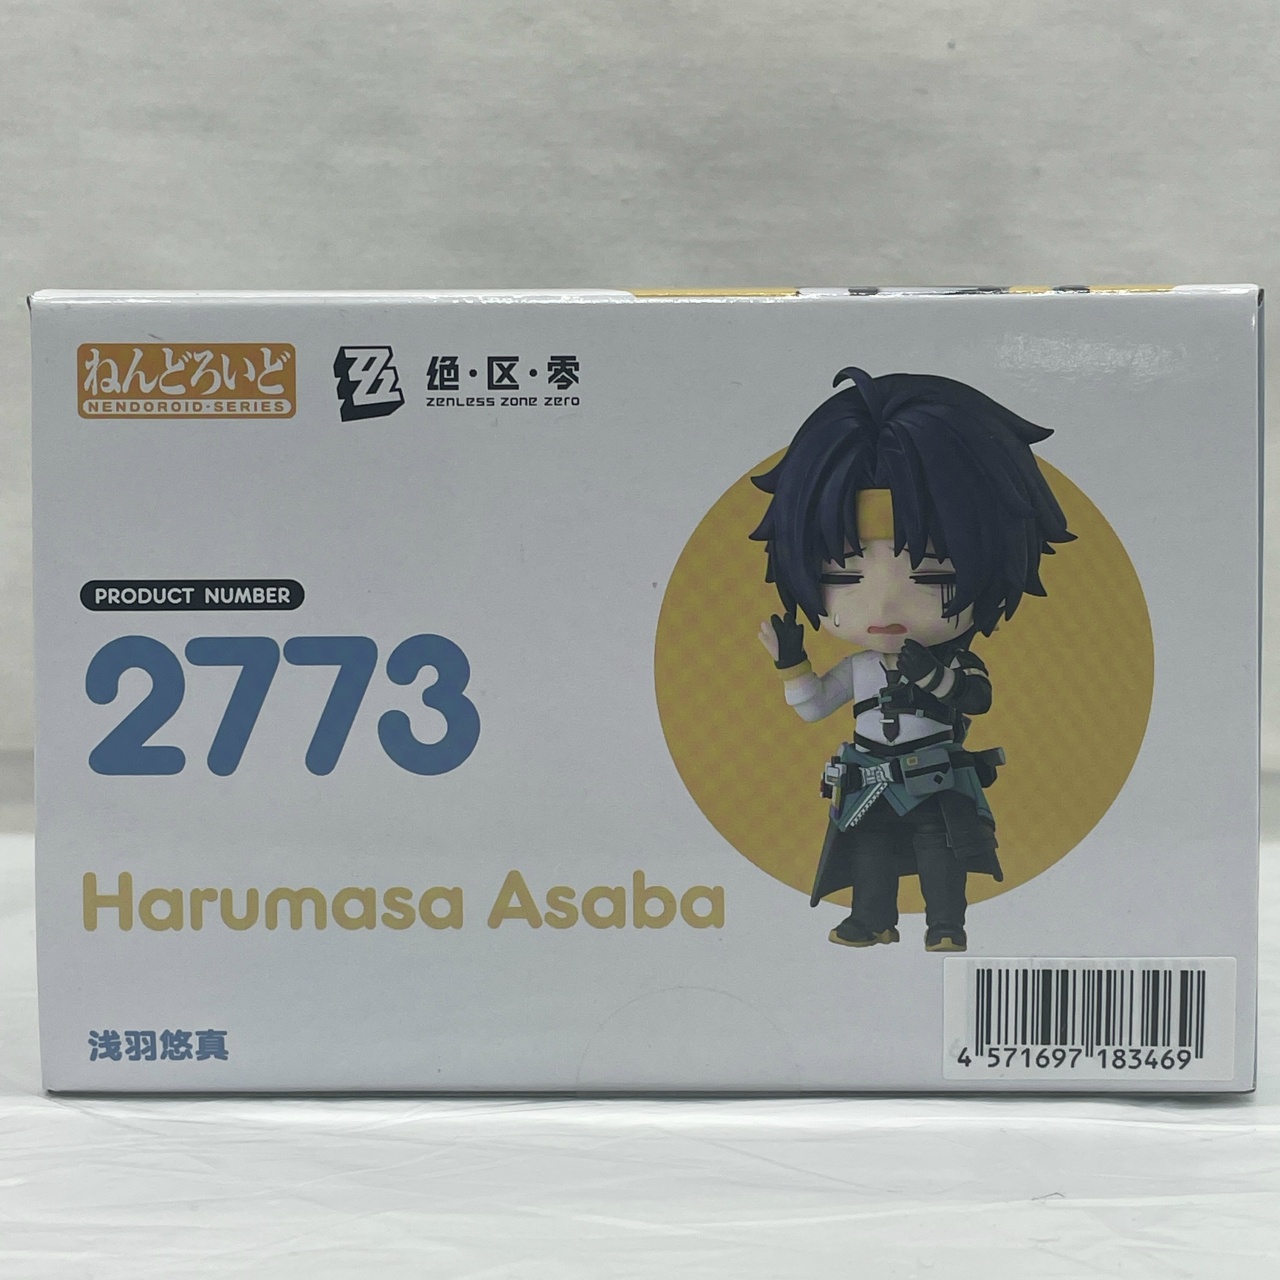 ねんどろいど
NENDOROID·SERIES
ZZZ
绝·区·零
ZENLESS ZONE ZERO
PRODUCT NUMBER
2773
Harumasa Asaba
浅羽悠真
4 571697 183469